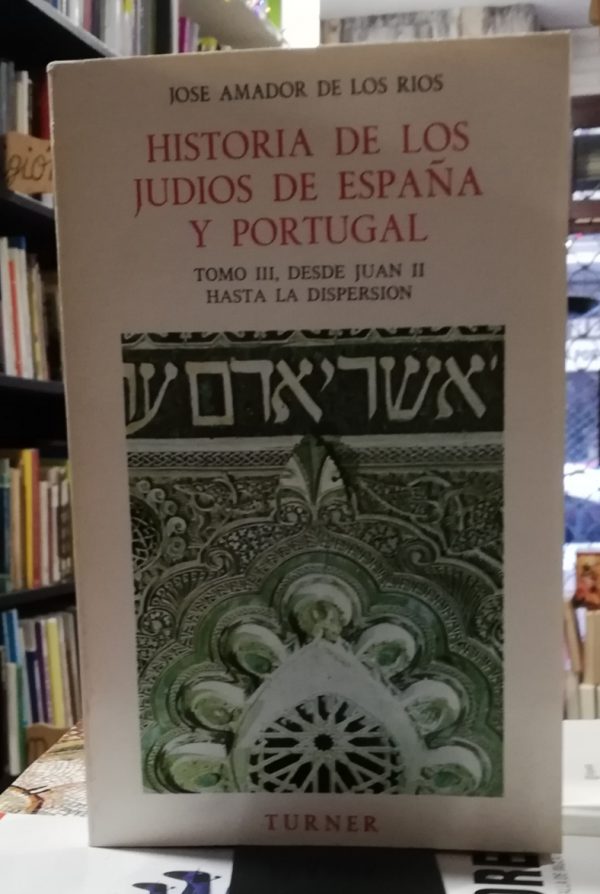 JOSE AMADOR DE LOS RIOS
HISTORIA DE LOS
JUDIOS DE ESPAÑA
Y PORTUGAL
TOMO III, DESDE JUAN II
HASTA LA DISPERSION
אשר יאדם
TURNER